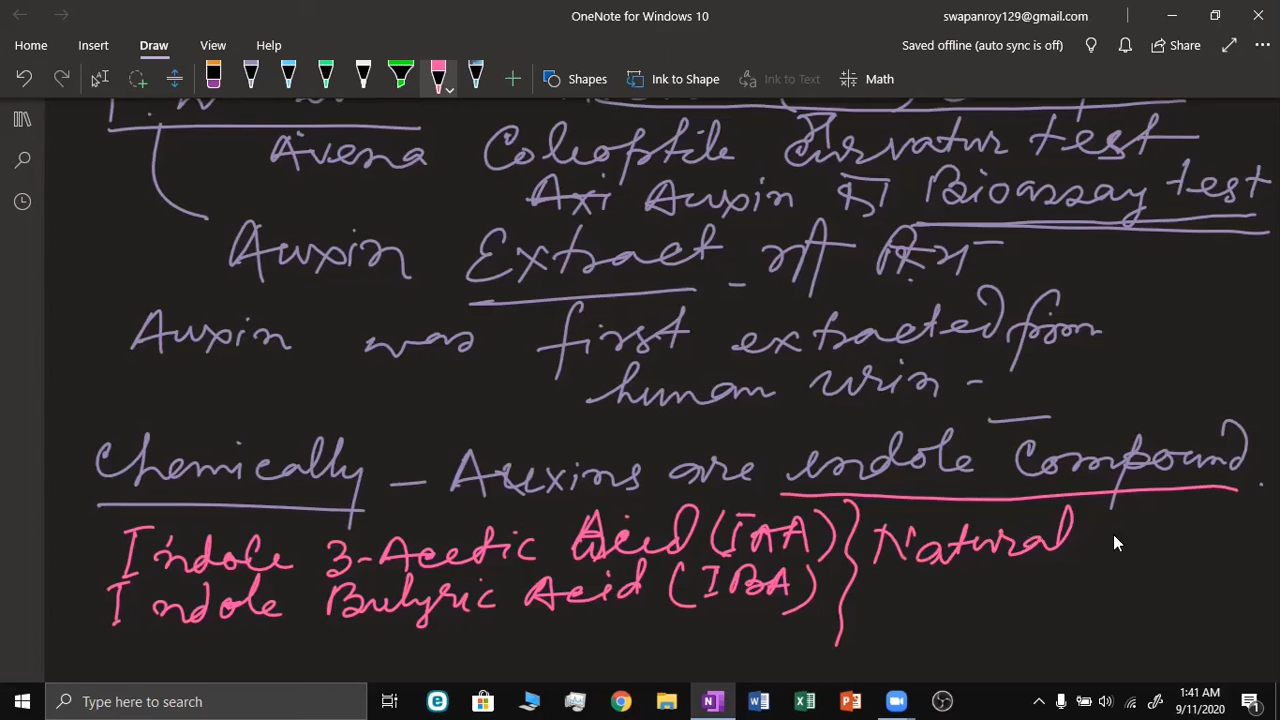 OneNote for Windows 10
swapanroy129@gmail.com
Home Insert Draw View Help
Saved offline (auto sync is off)
Share
Shapes
Ink to Shape
Ink to Text
Math
Avena Coleoptile Curvatur test
Axi Auxin Bioassay test
Auxin Extract
Auxin was first extracted from
human urin -
Chemically - Auxins are indole Compound.
Indole 3-Acetic Acid (IAA) } Natural
Indole Butyric Acid (IBA)
Type here to search
1:41 AM
9/11/2020